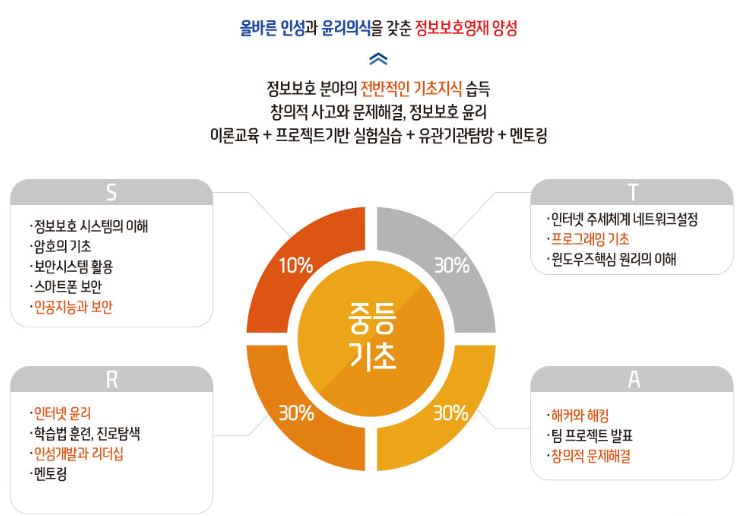 올바른 인성과 윤리의식을 갖춘 정보보호영재 양성
정보보호 분야의 전반적인 기초지식 습득
창의적 사고와 문제해결, 정보보호 윤리
이론교육 + 프로젝트기반 실험실습 + 유관기관탐방 + 멘토링
S
·정보보호 시스템의 이해
·암호의 기초
·보안시스템 활용
·스마트폰 보안
·인공지능과 보안
T
·인터넷 주세체계 네트워크설정
·프로그래밍 기초
·윈도우즈핵심 원리의 이해
10%
30%
중등
기초
30%
30%
R
·인터넷 윤리
·학습법 훈련, 진로탐색
·인성개발과 리더십
·멘토링
A
·해커와 해킹
·팀 프로젝트 발표
·창의적 문제해결